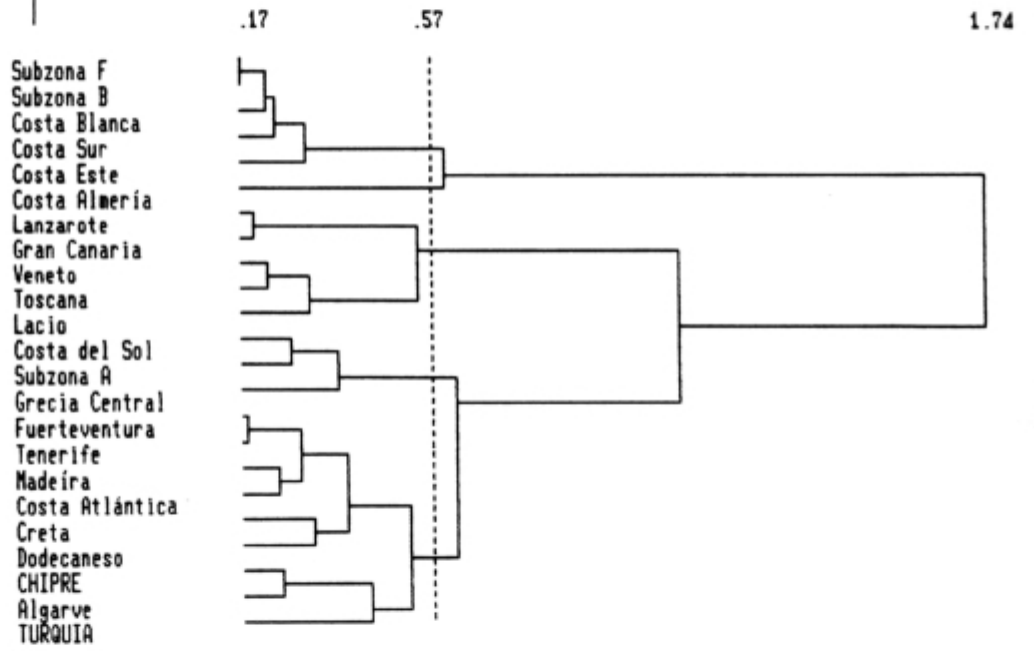 .17 .57 1.74
Subzona F
Subzona B
Costa Blanca
Costa Sur
Costa Este
Costa Almería
Lanzarote
Gran Canaria
Veneto
Toscana
Lacio
Costa del Sol
Subzona A
Grecia Central
Fuerteventura
Tenerife
Madeíra
Costa Atlántica
Creta
Dodecaneso
CHIPRE
Algarve
TURQUIA